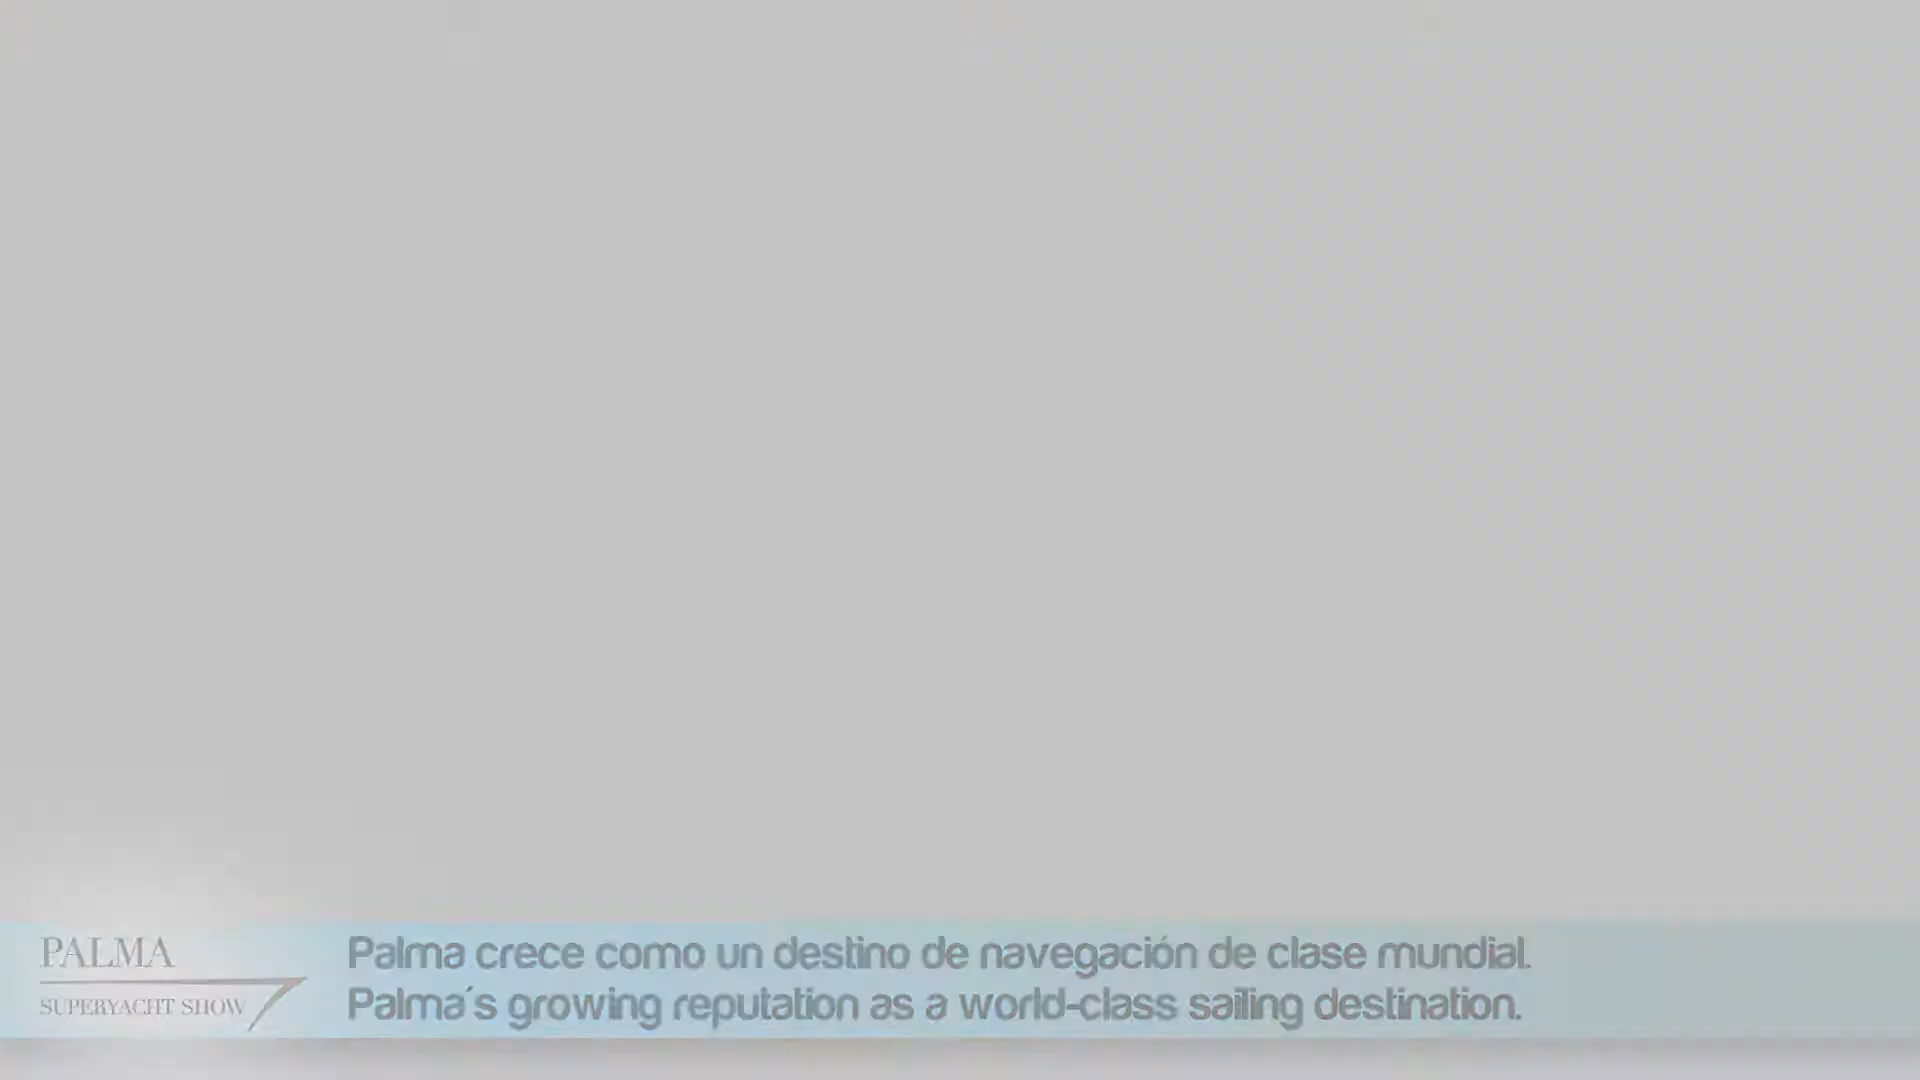 PALMA
SUPERYACHT SHOW
Palma crece como un destino de navegación de clase mundial.
Palma´s growing reputation as a world-class sailing destination.